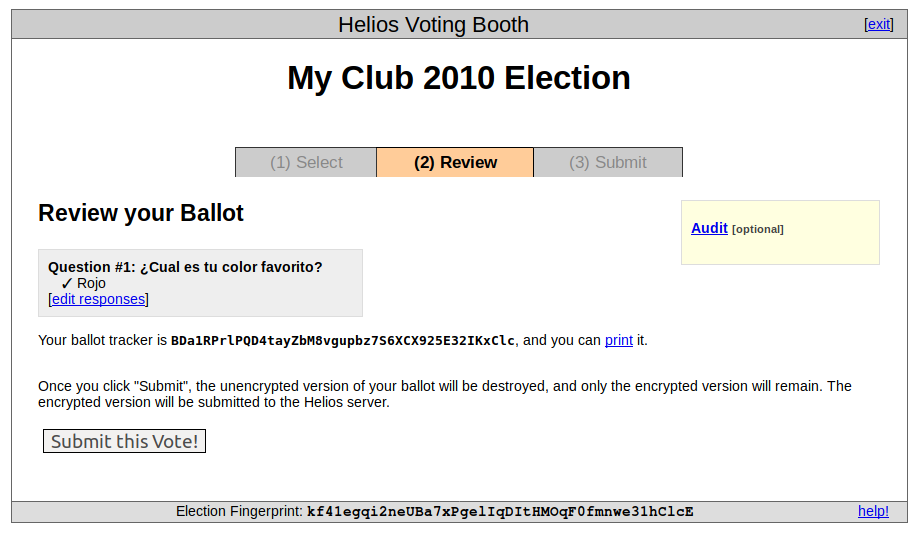 Helios Voting Booth [exit]
My Club 2010 Election
(1) Select (2) Review (3) Submit
Review your Ballot
Audit [optional]
Question #1: ¿Cual es tu color favorito?
✓ Rojo
[edit responses]
Your ballot tracker is BDa1RPrlPQD4tayZbM8vgupbz7S6XCX925E32IKxClc, and you can print it.
Once you click "Submit", the unencrypted version of your ballot will be destroyed, and only the encrypted version will remain. The
encrypted version will be submitted to the Helios server.
Submit this Vote!
Election Fingerprint: kf41egqi2neUBa7xPgelIqDItHMOqF0fmnwe31hClcE help!